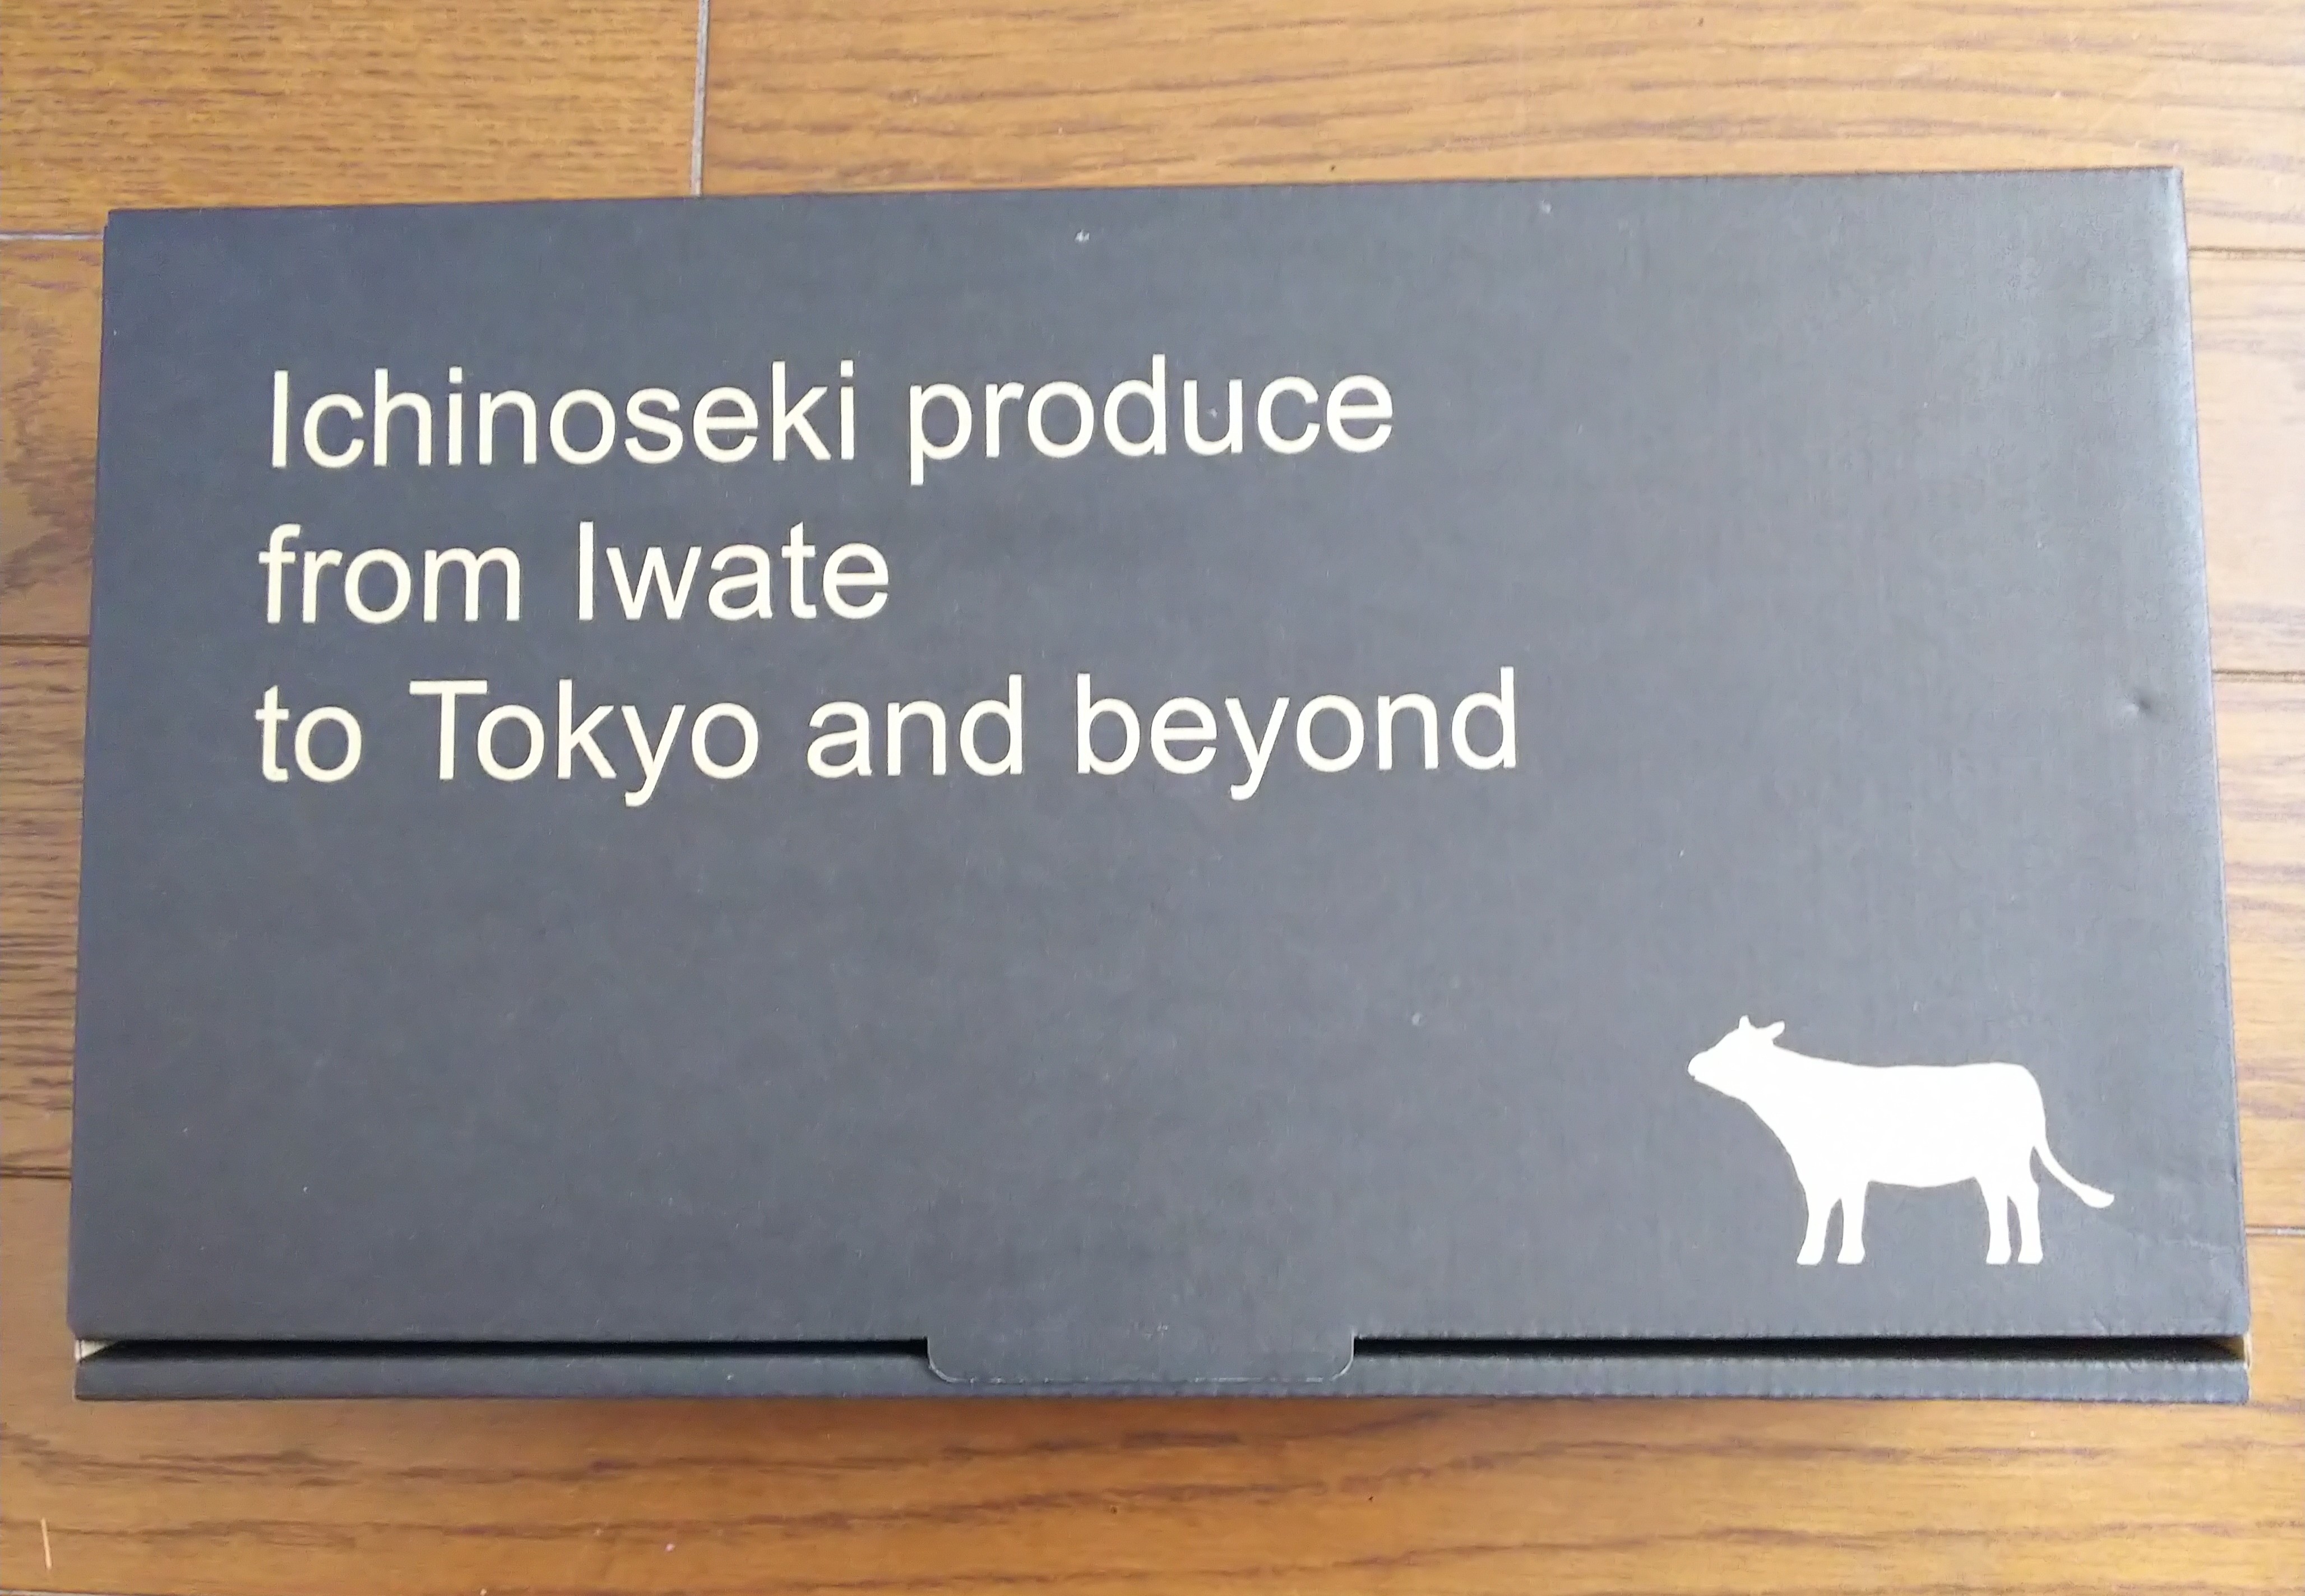 Ichinoseki produce
from Iwate
to Tokyo and beyond